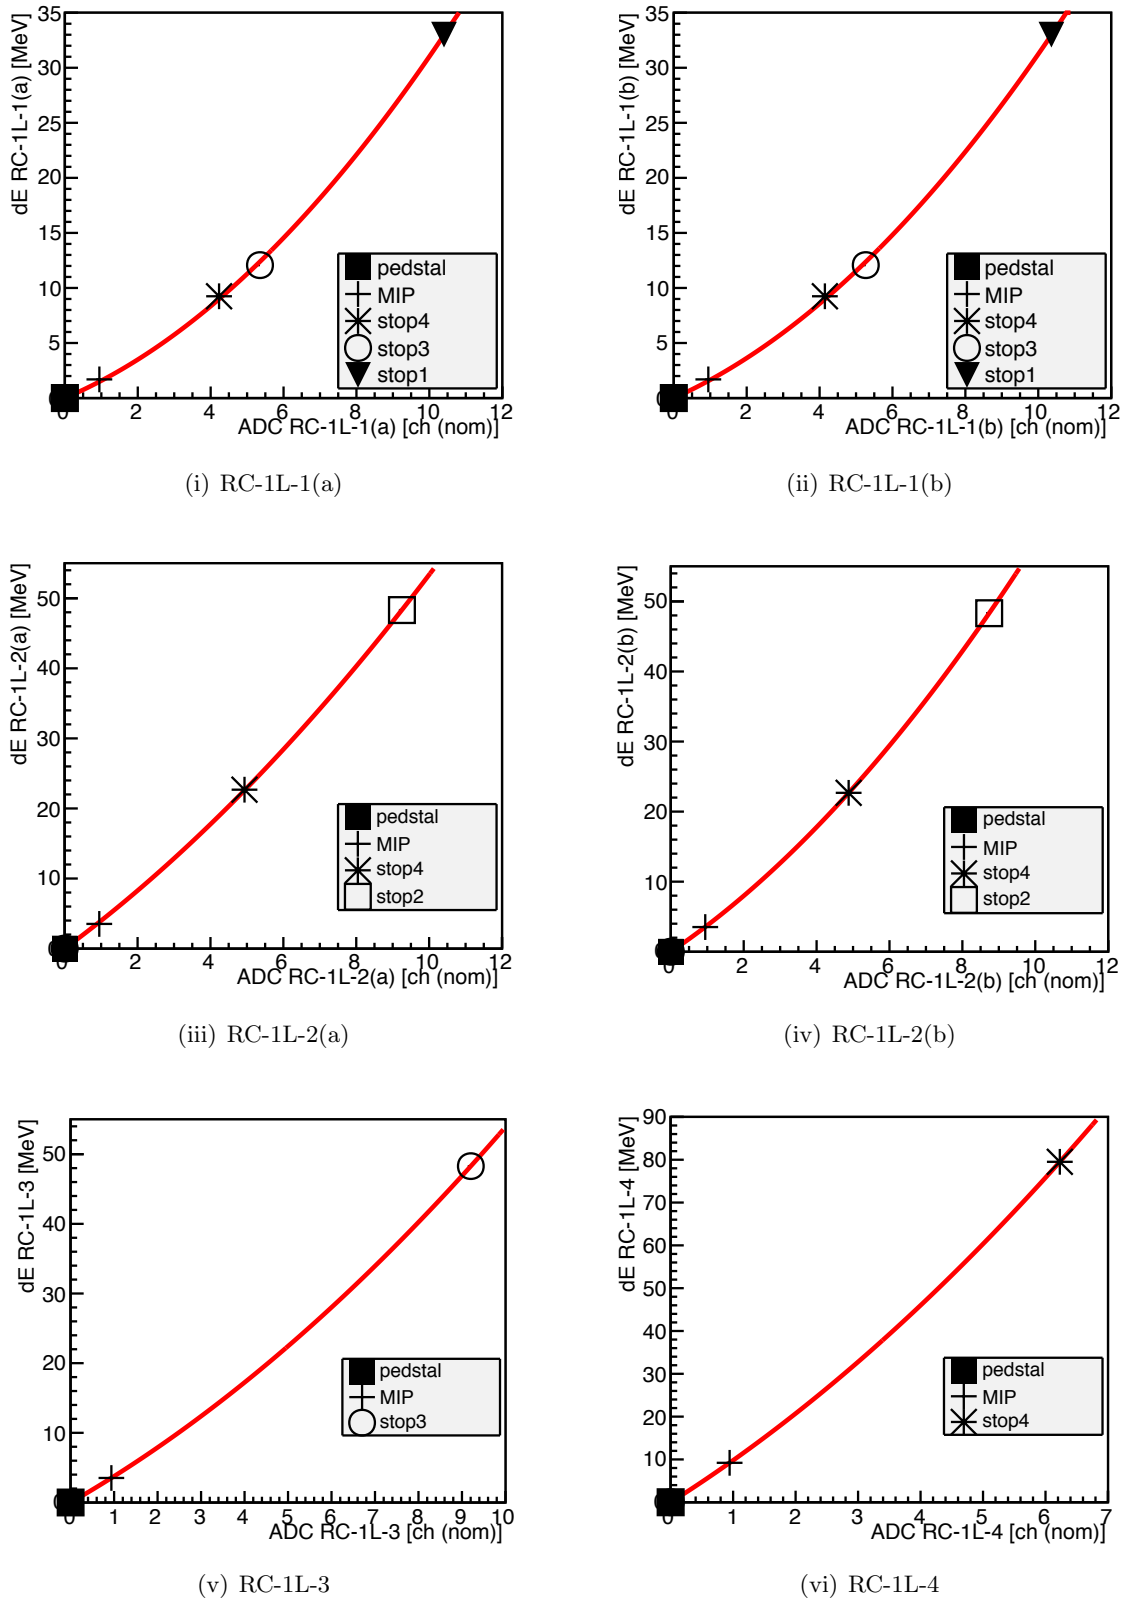 dE RC-1L-1(a) [MeV]
35
30
25
20
15
10
5
0
pedstal
MIP
stop4
stop3
stop1
0 2 4 6 8 10 12
ADC RC-1L-1(a) [ch (nom)]
(i) RC-1L-1(a)
dE RC-1L-1(b) [MeV]
35
30
25
20
15
10
5
0
pedstal
MIP
stop4
stop3
stop1
0 2 4 6 8 10 12
ADC RC-1L-1(b) [ch (nom)]
(ii) RC-1L-1(b)
dE RC-1L-2(a) [MeV]
50
40
30
20
10
0
pedstal
MIP
stop4
stop2
0 2 4 6 8 10 12
ADC RC-1L-2(a) [ch (nom)]
(iii) RC-1L-2(a)
dE RC-1L-2(b) [MeV]
50
40
30
20
10
0
pedstal
MIP
stop4
stop2
0 2 4 6 8 10 12
ADC RC-1L-2(b) [ch (nom)]
(iv) RC-1L-2(b)
dE RC-1L-3 [MeV]
50
40
30
20
10
0
pedstal
MIP
stop3
0 1 2 3 4 5 6 7 8 9 10
ADC RC-1L-3 [ch (nom)]
(v) RC-1L-3
dE RC-1L-4 [MeV]
90
80
70
60
50
40
30
20
10
0
pedstal
MIP
stop4
0 1 2 3 4 5 6 7
ADC RC-1L-4 [ch (nom)]
(vi) RC-1L-4